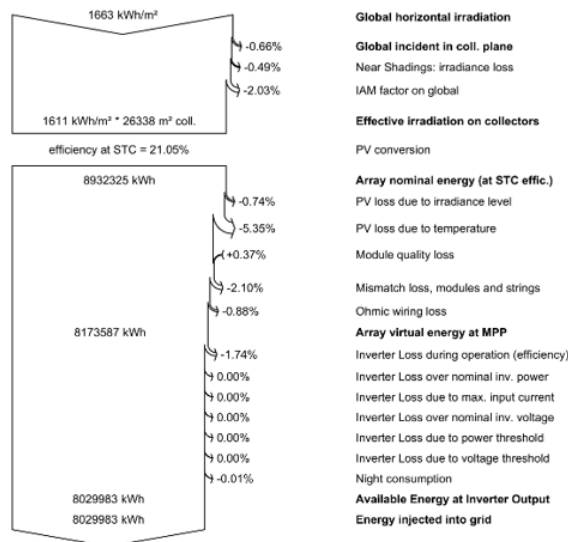 1663 kWh/m² Global horizontal irradiation
-0.66% Global incident in coll. plane
-0.49% Near Shadings: irradiance loss
-2.03% IAM factor on global
1611 kWh/m² * 26338 m² coll. Effective irradiation on collectors
efficiency at STC = 21.05% PV conversion
8932325 kWh Array nominal energy (at STC effic.)
-0.74% PV loss due to irradiance level
-5.35% PV loss due to temperature
+0.37% Module quality loss
-2.10% Mismatch loss, modules and strings
-0.88% Ohmic wiring loss
8173587 kWh Array virtual energy at MPP
-1.74% Inverter Loss during operation (efficiency)
0.00% Inverter Loss over nominal inv. power
0.00% Inverter Loss due to max. input current
0.00% Inverter Loss over nominal inv. voltage
0.00% Inverter Loss due to power threshold
0.00% Inverter Loss due to voltage threshold
-0.01% Night consumption
8029983 kWh Available Energy at Inverter Output
8029983 kWh Energy injected into grid